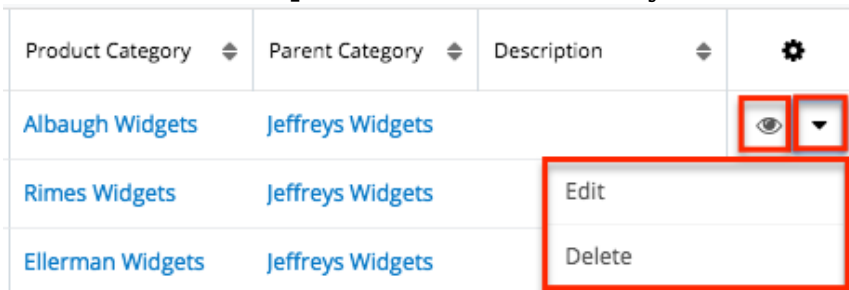 Product Category Parent Category Description
Albaugh Widgets Jeffreys Widgets
Rimes Widgets Jeffreys Widgets Edit
Ellerman Widgets Jeffreys Widgets Delete